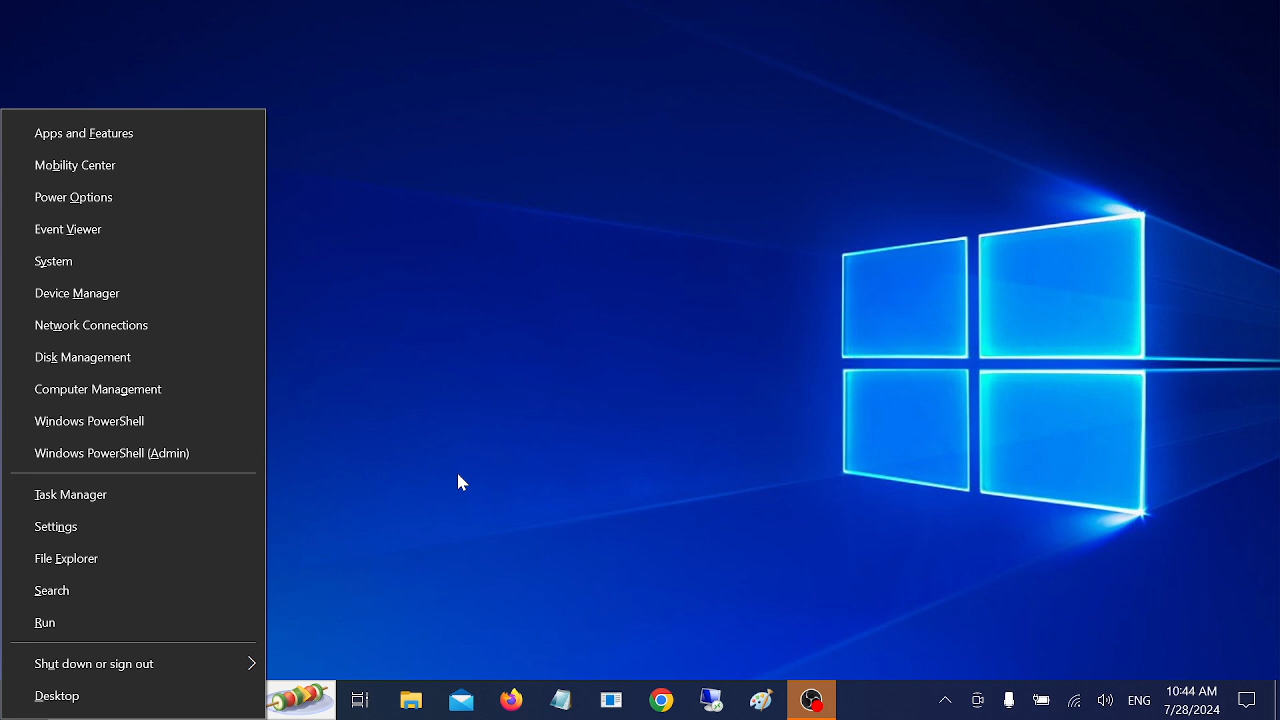 Apps and Features
Mobility Center
Power Options
Event Viewer
System
Device Manager
Network Connections
Disk Management
Computer Management
Windows PowerShell
Windows PowerShell (Admin)
Task Manager
Settings
File Explorer
Search
Run
Shut down or sign out
Desktop
ENG
10:44 AM
7/28/2024